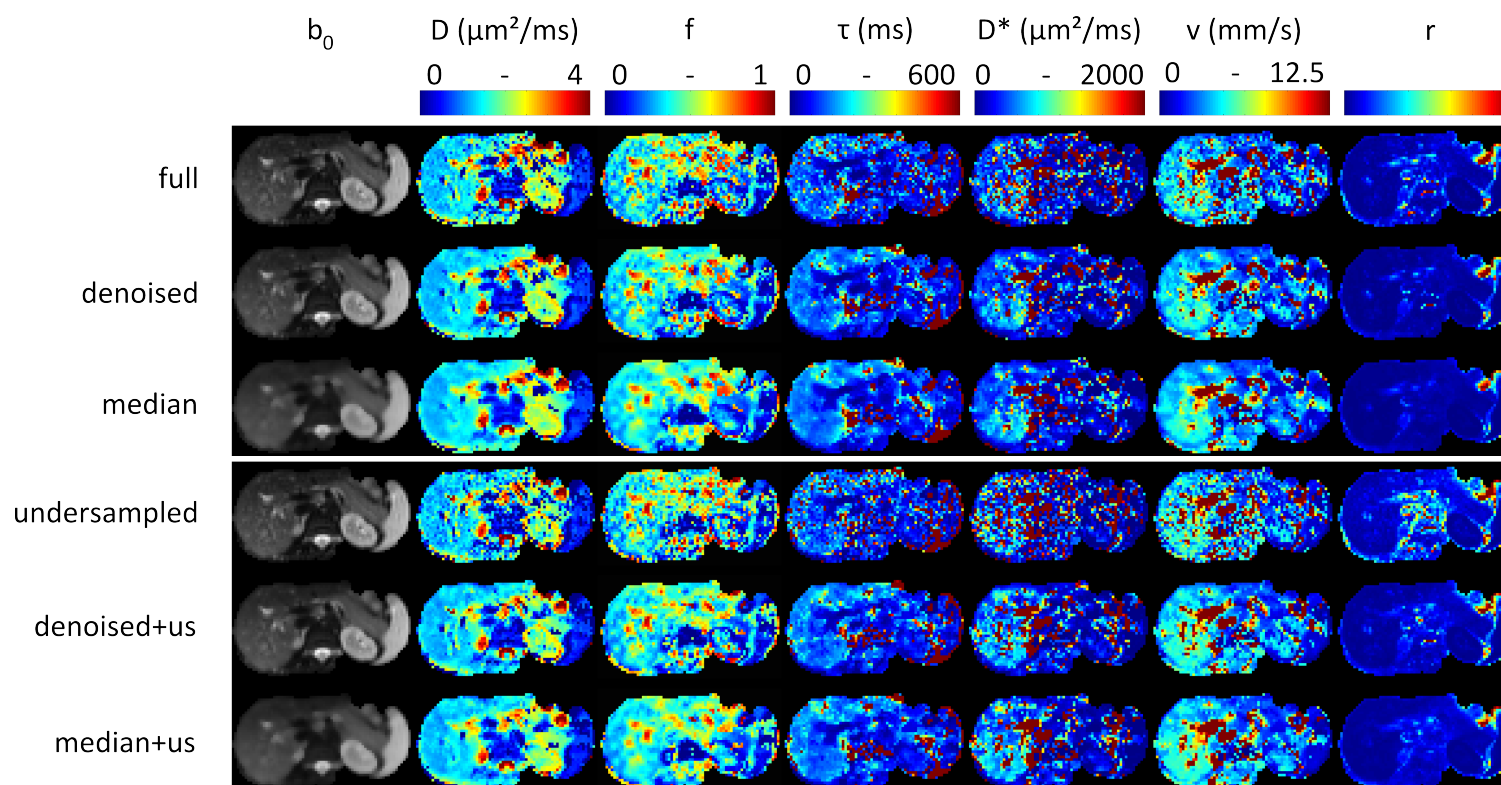 b₀ D (µm²/ms) f τ (ms) D* (µm²/ms) v (mm/s) r
0 - 4 0 - 1 0 - 600 0 - 2000 0 - 12.5
full
denoised
median
undersampled
denoised+us
median+us